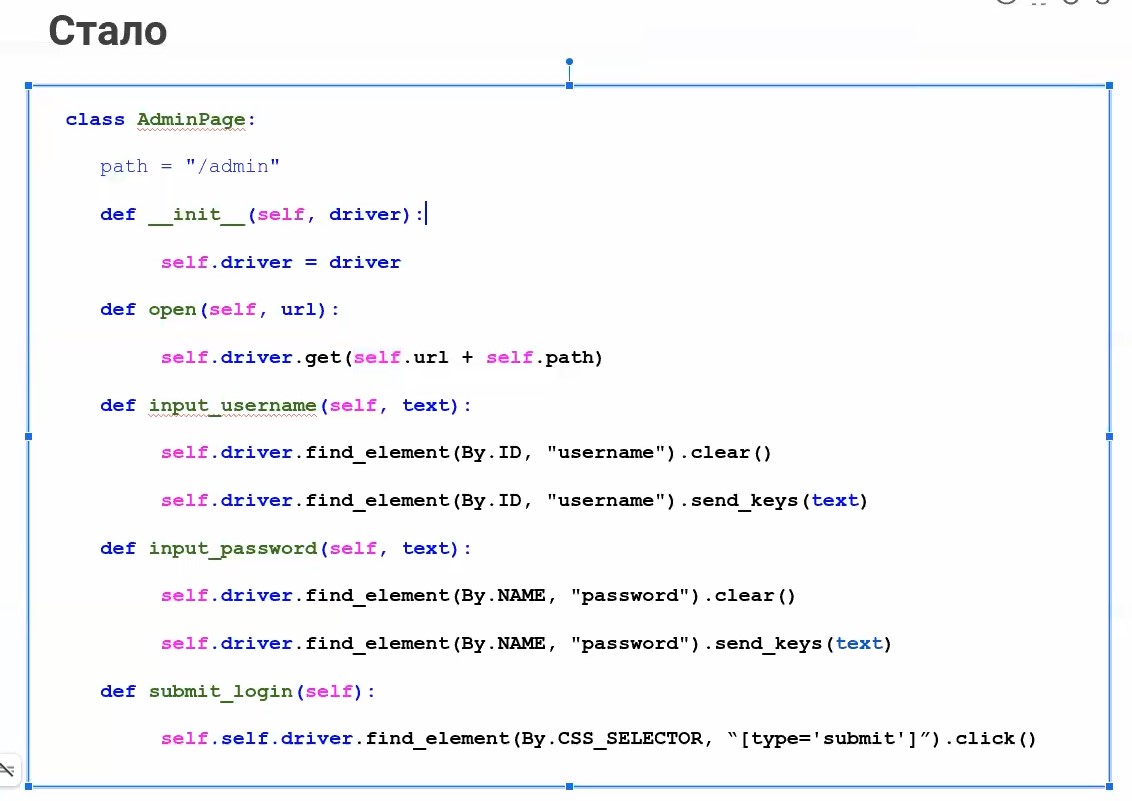 Стало
class AdminPage:
path = "/admin"
def __init__(self, driver):
self.driver = driver
def open(self, url):
self.driver.get(self.url + self.path)
def input_username(self, text):
self.driver.find_element(By.ID, "username").clear()
self.driver.find_element(By.ID, "username").send_keys(text)
def input_password(self, text):
self.driver.find_element(By.NAME, "password").clear()
self.driver.find_element(By.NAME, "password").send_keys(text)
def submit_login(self):
self.self.driver.find_element(By.CSS_SELECTOR, “[type='submit']”).click()